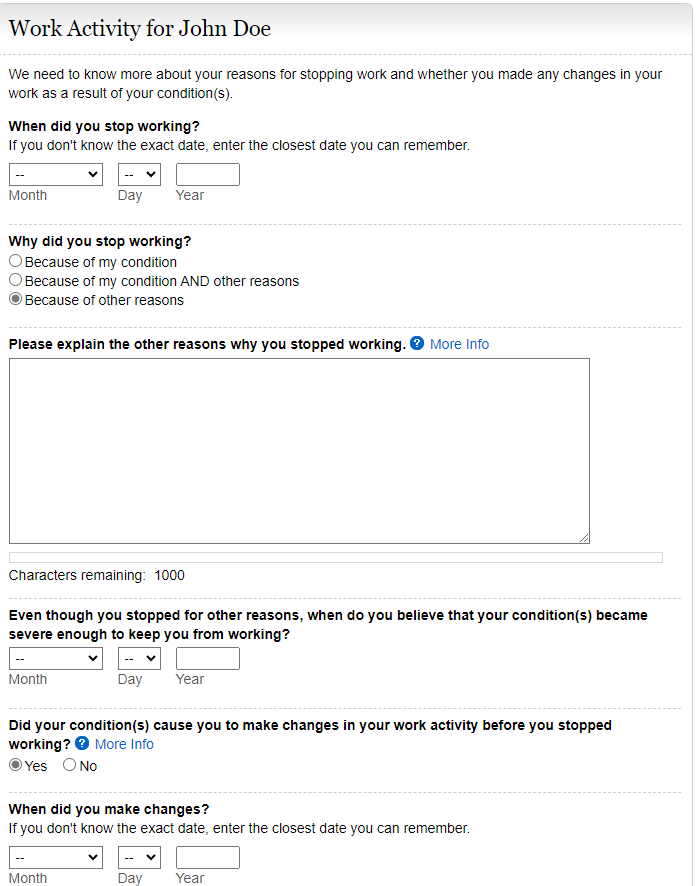 Work Activity for John Doe
We need to know more about your reasons for stopping work and whether you made any changes in your
work as a result of your condition(s).
When did you stop working?
If you don't know the exact date, enter the closest date you can remember.
-- --
Month Day Year
Why did you stop working?
Because of my condition
Because of my condition AND other reasons
Because of other reasons
Please explain the other reasons why you stopped working. ? More Info
Characters remaining: 1000
Even though you stopped for other reasons, when do you believe that your condition(s) became
severe enough to keep you from working?
-- --
Month Day Year
Did your condition(s) cause you to make changes in your work activity before you stopped
working? ? More Info
Yes No
When did you make changes?
If you don't know the exact date, enter the closest date you can remember.
-- --
Month Day Year